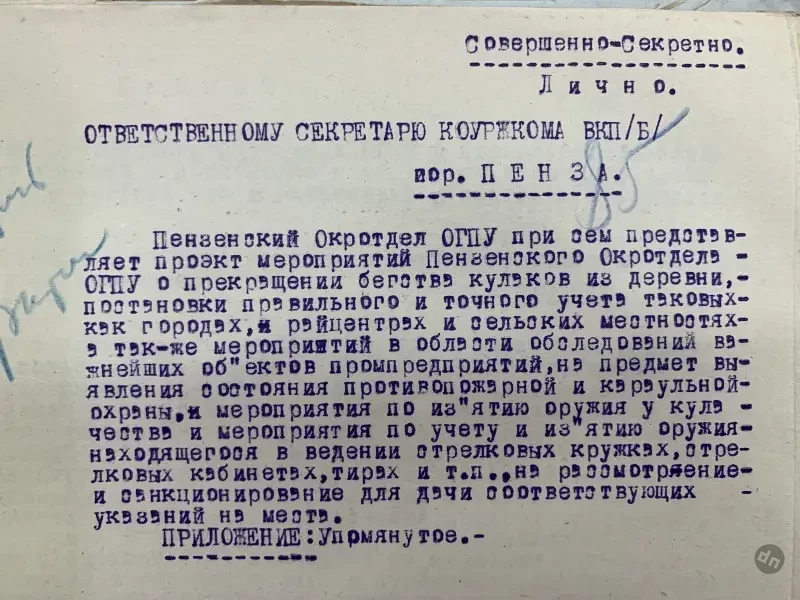 Совершенно-Секретно.
Лично.
ОТВЕТСТВЕННОМУ СЕКРЕТАРЮ КОУРЖКОМА ВКП/Б/
85
гор. ПЕНЗА.
Пензенский Окротдел ОГПУ при сем представ-
ляет проэкт мероприятий Пензенского Окротдела -
ОГПУ о прекращении бегства кулаков из деревни,-
постановки правильного и точного учета таковых-
как городах,и райцентрах и сельских местностях-
а так-же мероприятий в области обследований ва-
жнейших об"ектов промпредприятий,на предмет вы-
явления состояния противопожарной и караульной-
охраны,и мероприятия по из"ятию оружия у кула -
чества и мероприятия по учету и из"ятию оружия-
находящегося в ведении стрелковых кружках,стре-
лковых кабинетах,тирах и т.п.,на рассмотряение-
и санкционирование для дачи соответствующих -
указаний на места.
ПРИЛОЖЕНИЕ:Упрмянутое.-
dn